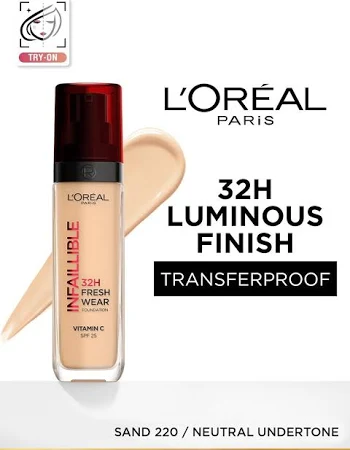 TRY-ON
L'ORÉAL
PARIS
32H
LUMINOUS
FINISH
TRANSFERPROOF
L'ORÉAL
INFAILLIBLE
32H
FRESH
WEAR
FOUNDATION
VITAMIN C
SPF 25
SAND 220 / NEUTRAL UNDERTONE